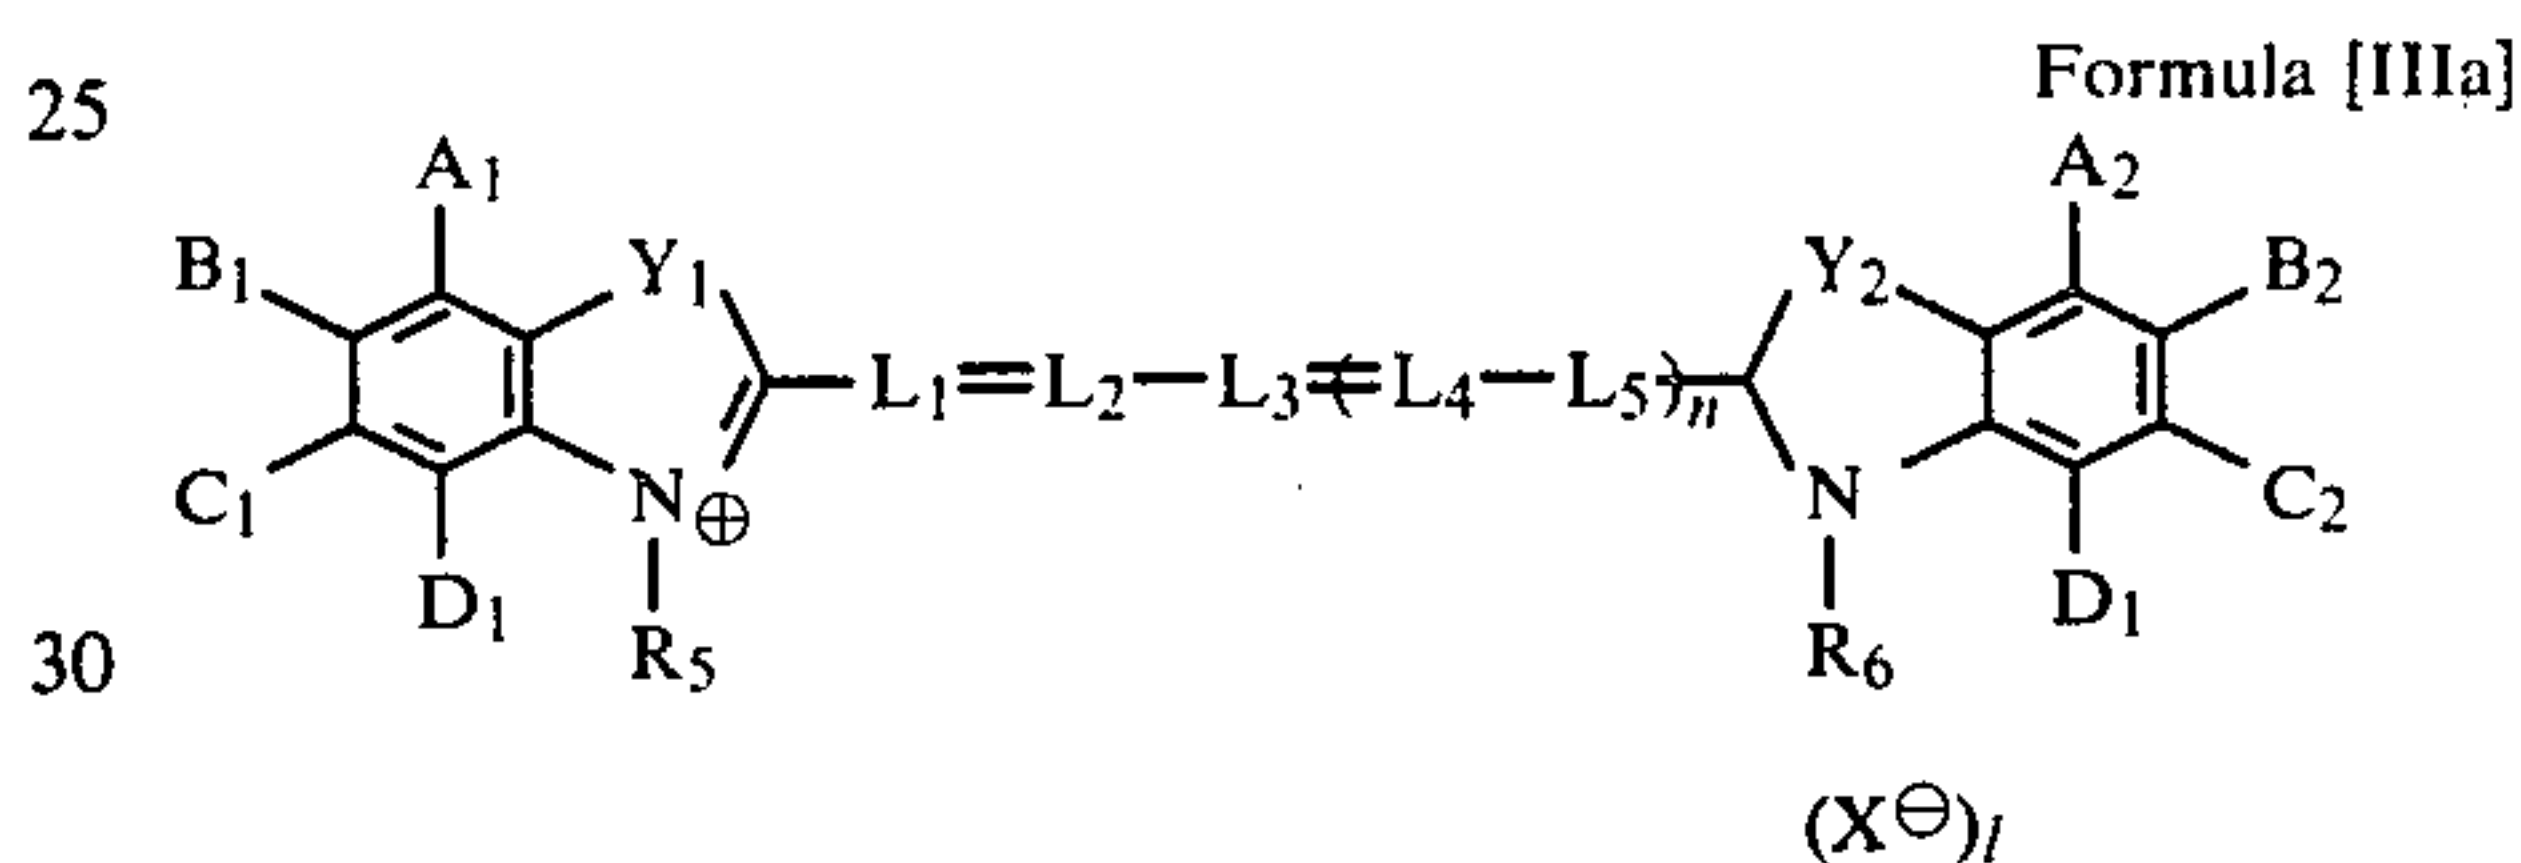 Formula [IIIa]
25
A1 A2
B1 Y1 Y2 B2
L1=L2—L3=(L4—L5)n
C1 N⊕ N C2
D1 D1
30 R5 R6
(X⊖)l